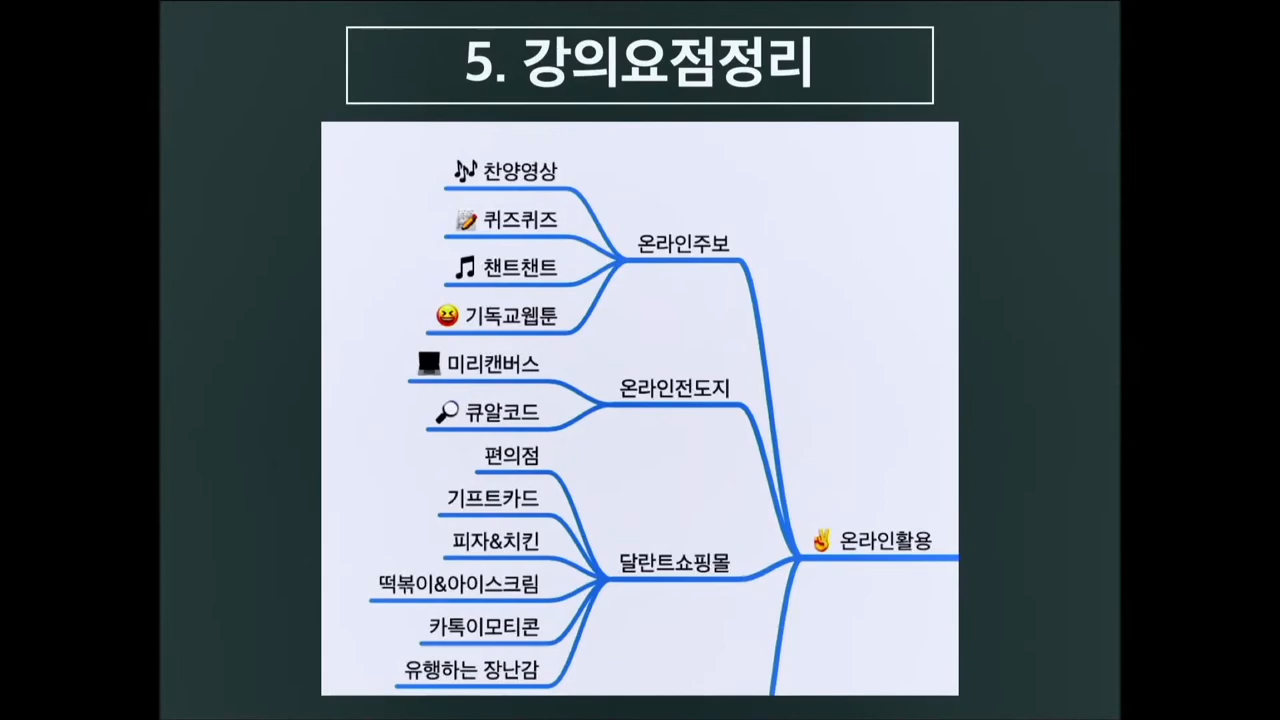 5. 강의요점정리
🎶 찬양영상
📝 퀴즈퀴즈
🎵 챈트챈트
😆 기독교웹툰
온라인주보
💻 미리캔버스
🔎 큐알코드
온라인전도지
편의점
기프트카드
피자&치킨
떡볶이&아이스크림
카톡이모티콘
유행하는 장난감
달란트쇼핑몰
✌ 온라인활용